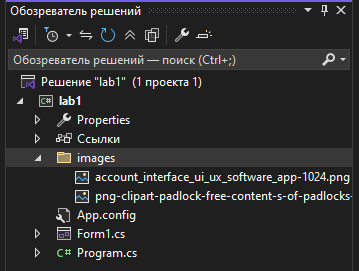 Обозреватель решений
Обозреватель решений — поиск (Ctrl+;)
Решение "lab1" (1 проекта 1)
C# lab1
Properties
Ссылки
images
account_interface_ui_ux_software_app-1024.png
png-clipart-padlock-free-content-s-of-padlocks-
App.config
Form1.cs
C# Program.cs